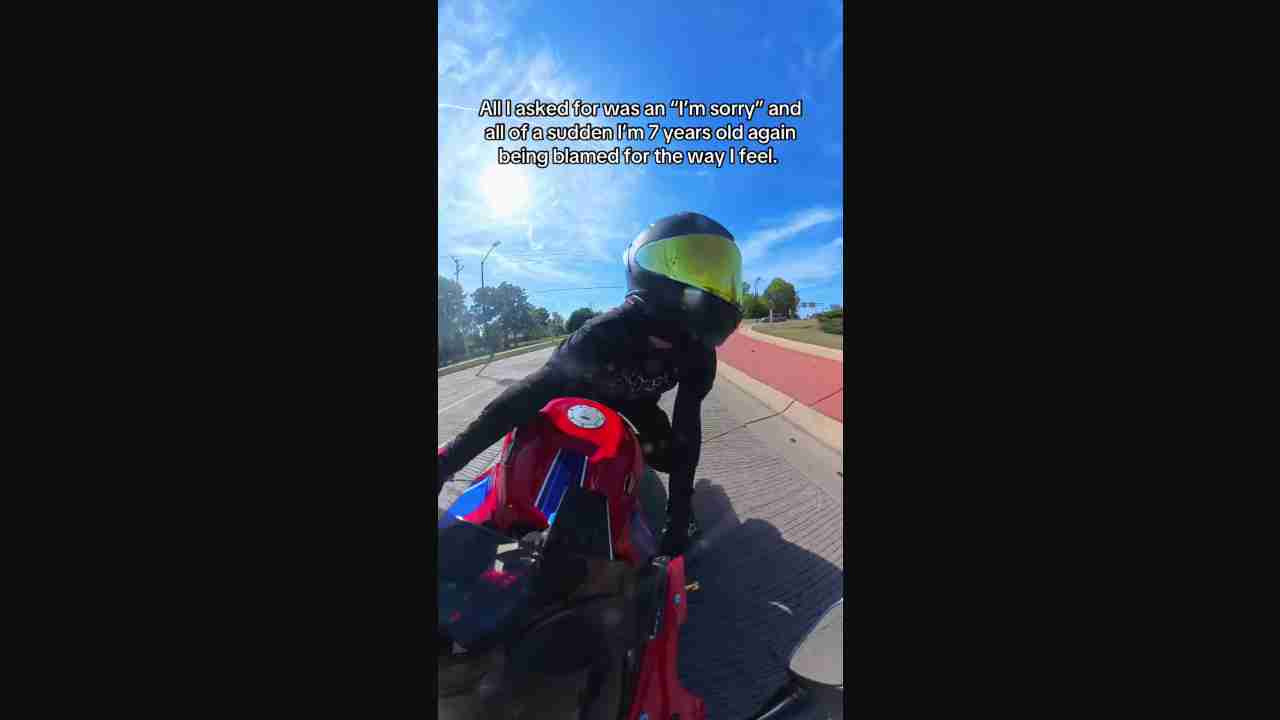 All I asked for was an “I’m sorry” and
all of a sudden I’m 7 years old again
being blamed for the way I feel.